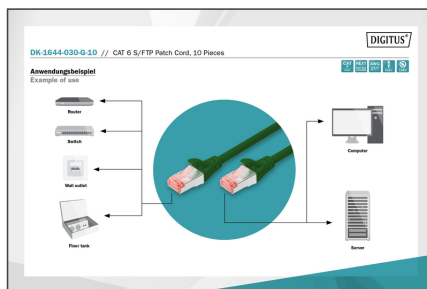 DIGITUS®
DK-1644-030-G-10 // CAT 6 S/FTP Patch Cord, 10 Pieces
Anwendungsbeispiel
Example of use
Router
Switch
Wall outlet
Floor tank
Computer
Server